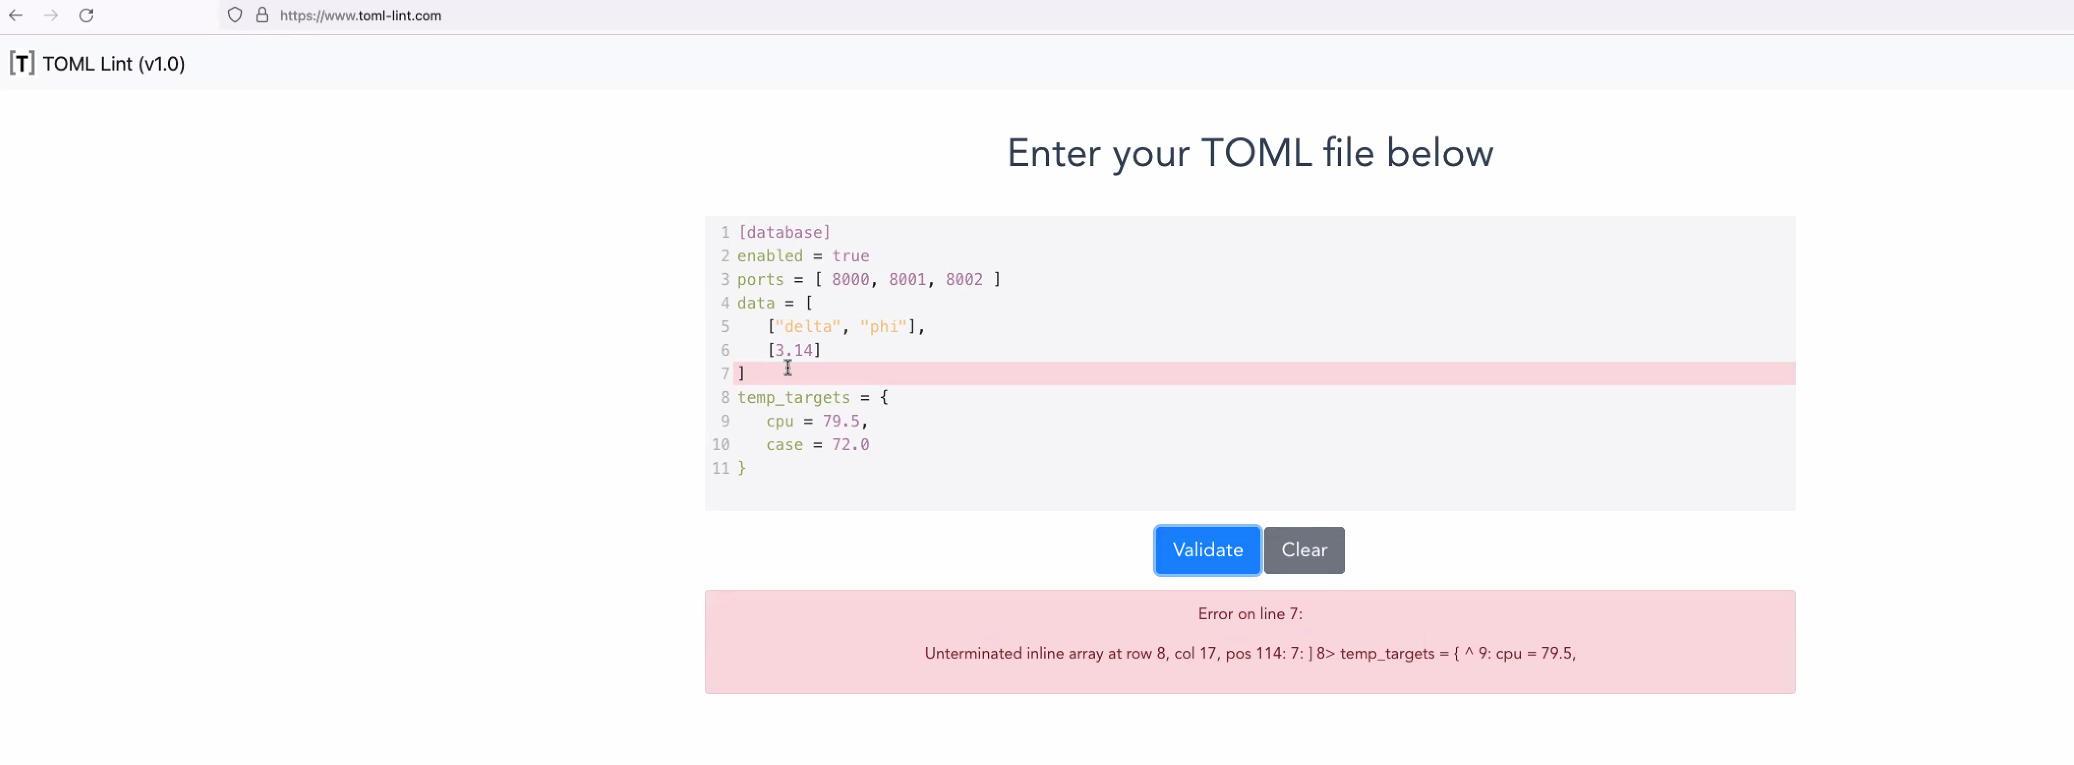 https://www.toml-lint.com
[T] TOML Lint (v1.0)
Enter your TOML file below
1 [database]
2 enabled = true
3 ports = [ 8000, 8001, 8002 ]
4 data = [
5    ["delta", "phi"],
6    [3.14]
7 ]
8 temp_targets = {
9    cpu = 79.5,
10    case = 72.0
11 }
Validate Clear
Error on line 7:
Unterminated inline array at row 8, col 17, pos 114: 7: ] 8> temp_targets = { ^ 9: cpu = 79.5,